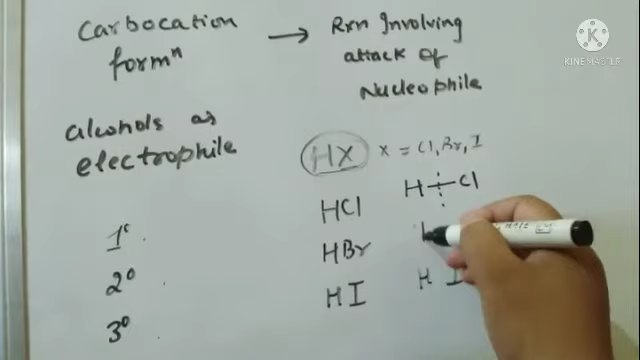 Carbocation
formⁿ
→ Rxn Involving
attack of
Nucleophile
Alcohols as
electrophile
HX X = Cl, Br, I
HCl H Cl
HBr
HI H I
1°.
2°.
3°.
KINEMASTER